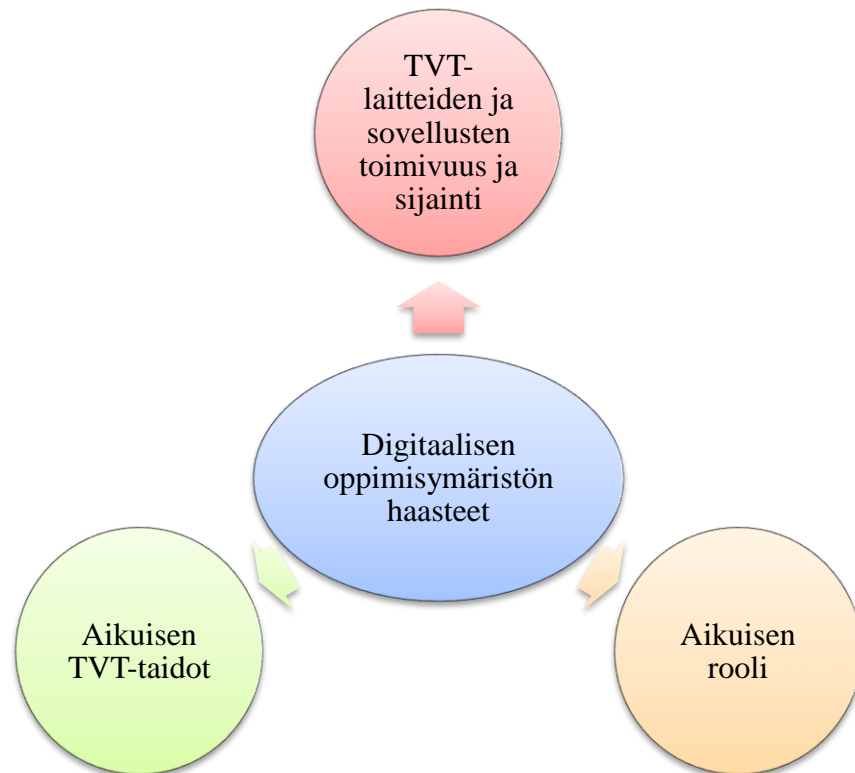 TVT-
laitteiden ja
sovellusten
toimivuus ja
sijainti
Digitaalisen
oppimisymäristön
haasteet
Aikuisen
TVT-taidot
Aikuisen
rooli